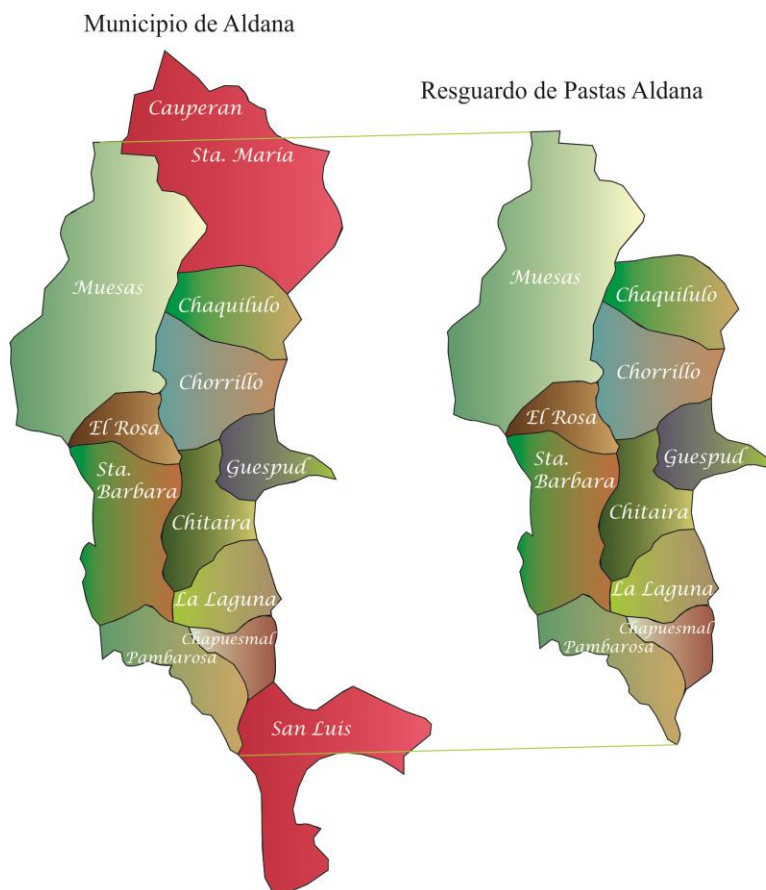 Municipio de Aldana
Cauperan
Sta. María
Muesas
Chaquilulo
Chorrillo
El Rosa
Sta.
Barbara
Guespud
Chitaira
La Laguna
Chapuesmal
Pambarosa
San Luis
Resguardo de Pastas Aldana
Muesas
Chaquilulo
Chorrillo
El Rosa
Sta.
Barbara
Guespud
Chitaira
La Laguna
Chapuesmal
Pambarosa